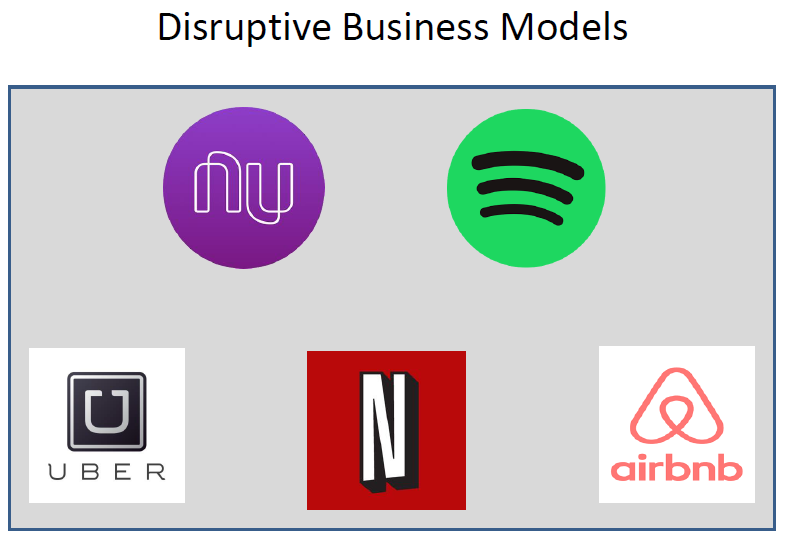 Disruptive Business Models
nu
U
UBER
N
airbnb